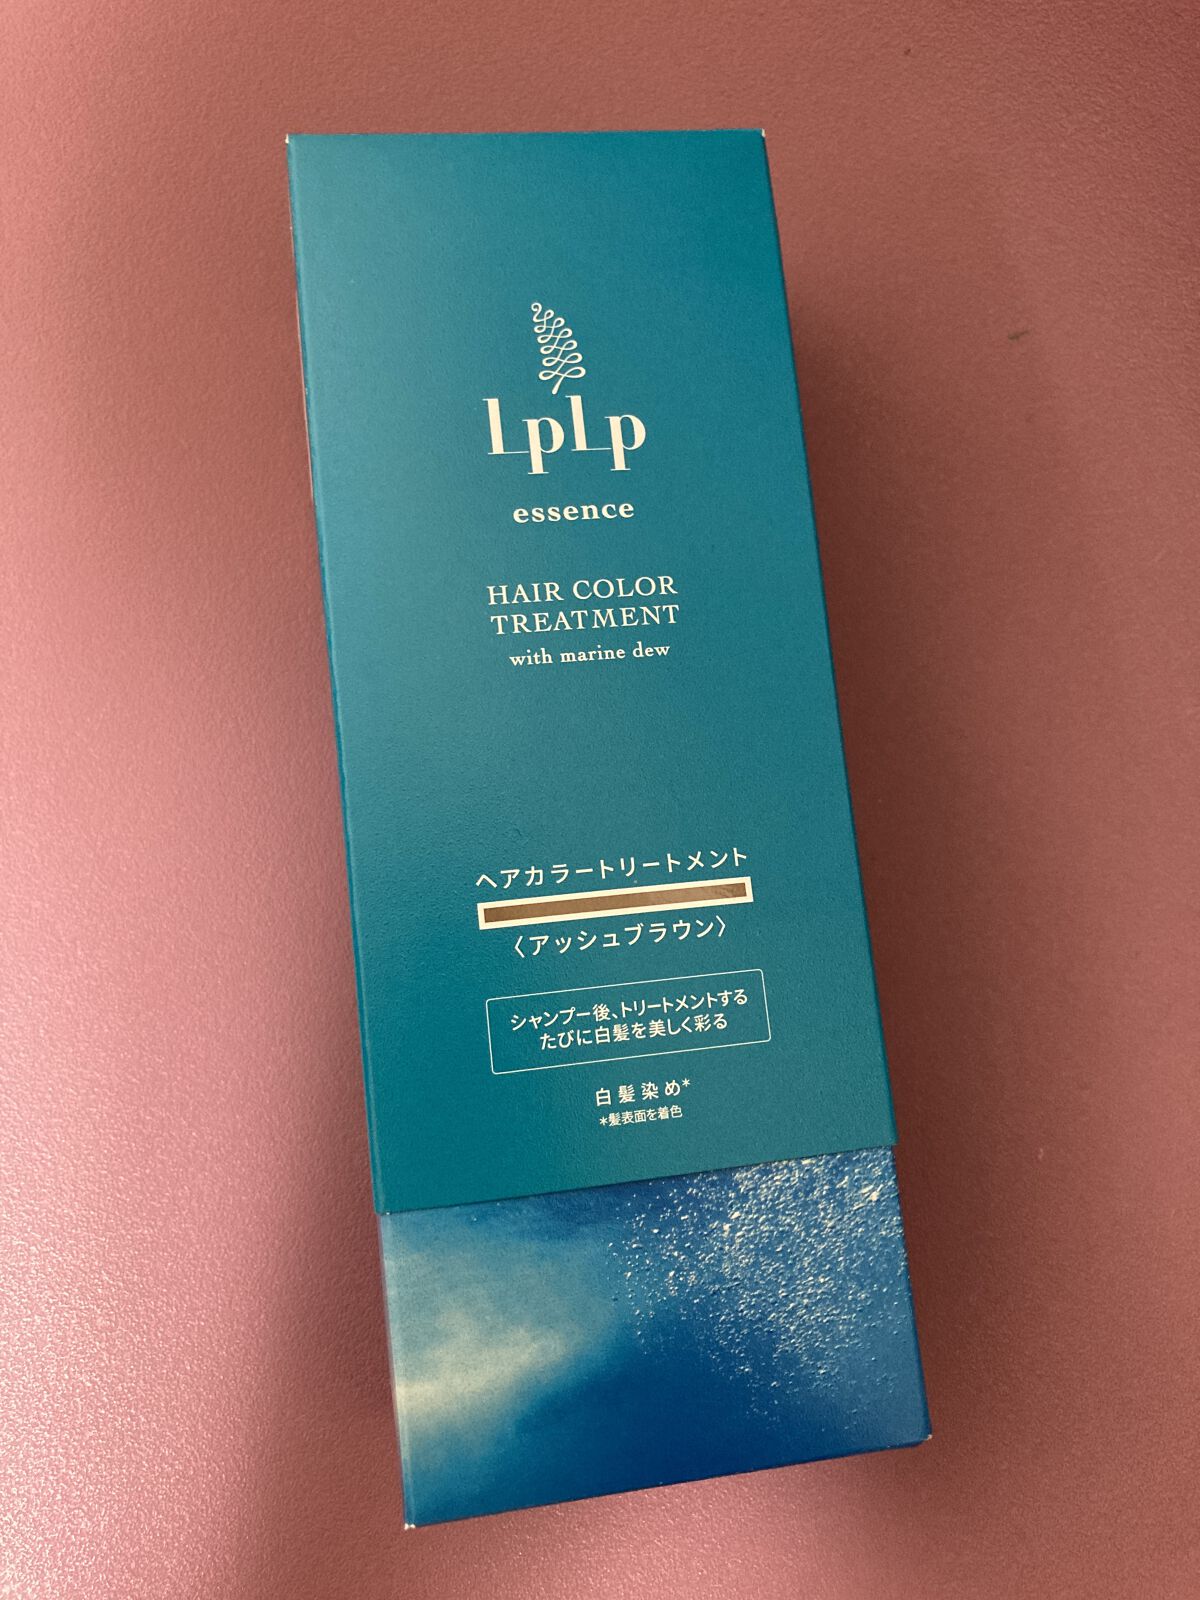 LpLp
essence
HAIR COLOR
TREATMENT
with marine dew
ヘアカラートリートメント
〈アッシュブラウン〉
シャンプー後、トリートメントする
たびに白髪を美しく彩る
白髪染め*
*髪表面を着色